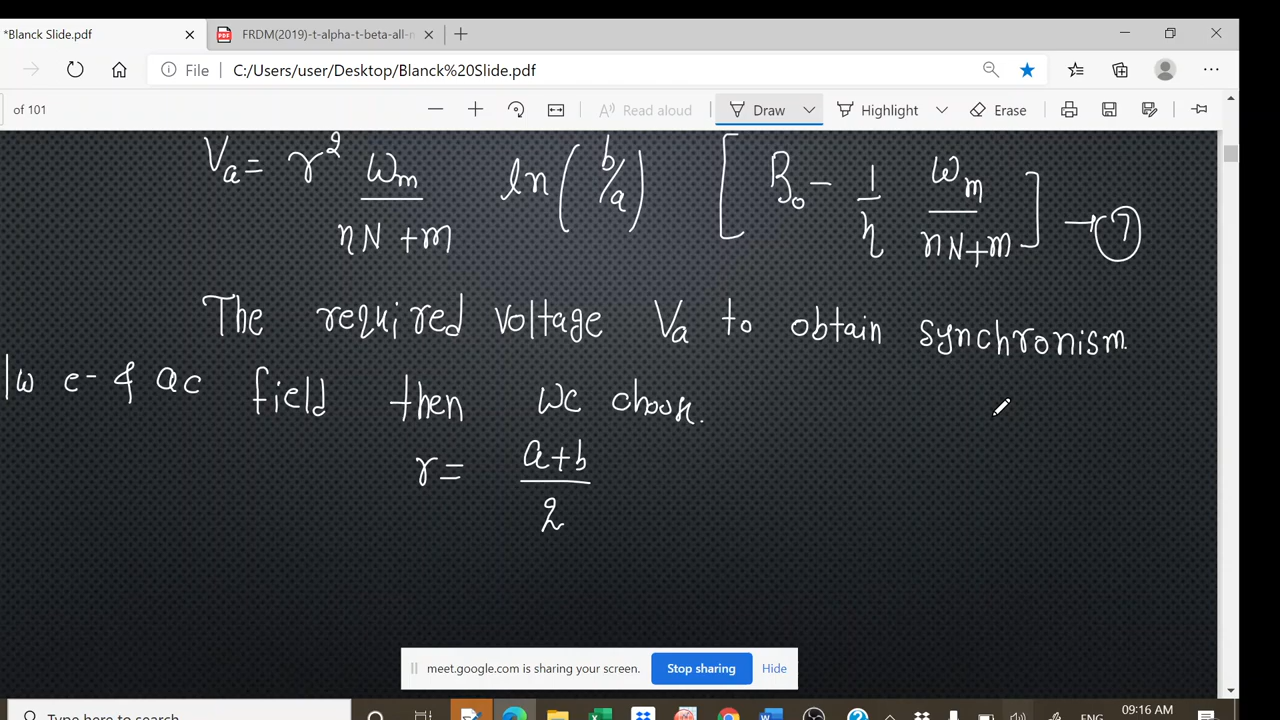 *Blanck Slide.pdf
FRDM(2019)-t-alpha-t-beta-all-n
File C:/Users/user/Desktop/Blanck%20Slide.pdf
of 101
Read aloud Draw Highlight Erase
Va = r² ωm/(nN+m) ln(b/a) [B₀ - 1/η ωm/(nN+m)] → ⑦
The required voltage Va to obtain synchronism
b/w e- & ac field then we choose.
r = (a+b)/2
meet.google.com is sharing your screen. Stop sharing Hide
Type here to search
ENG
09:16 AM